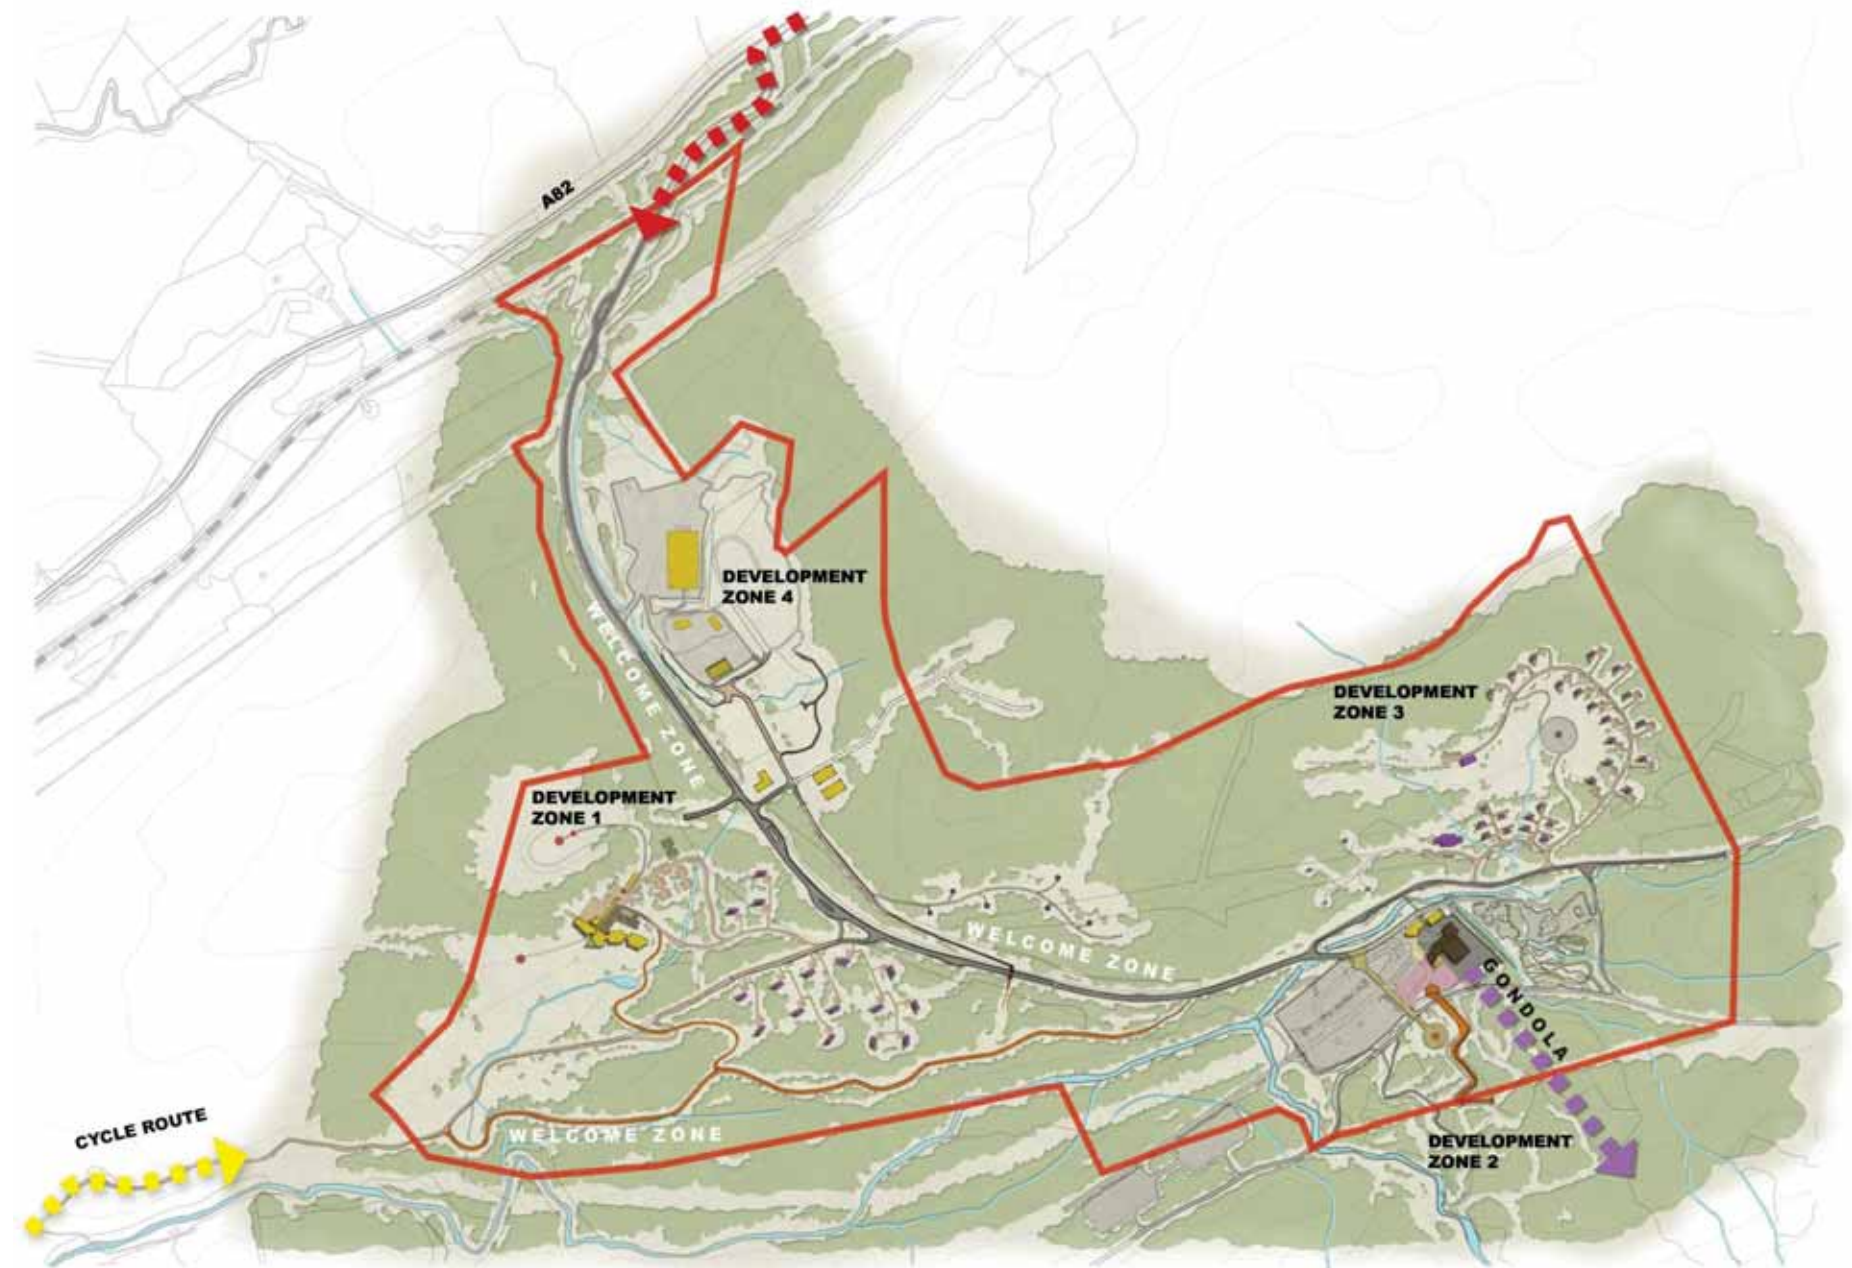 A82
DEVELOPMENT
ZONE 4
WELCOME ZONE
DEVELOPMENT
ZONE 3
DEVELOPMENT
ZONE 1
WELCOME ZONE
GONDOLA
CYCLE ROUTE
WELCOME ZONE
DEVELOPMENT
ZONE 2